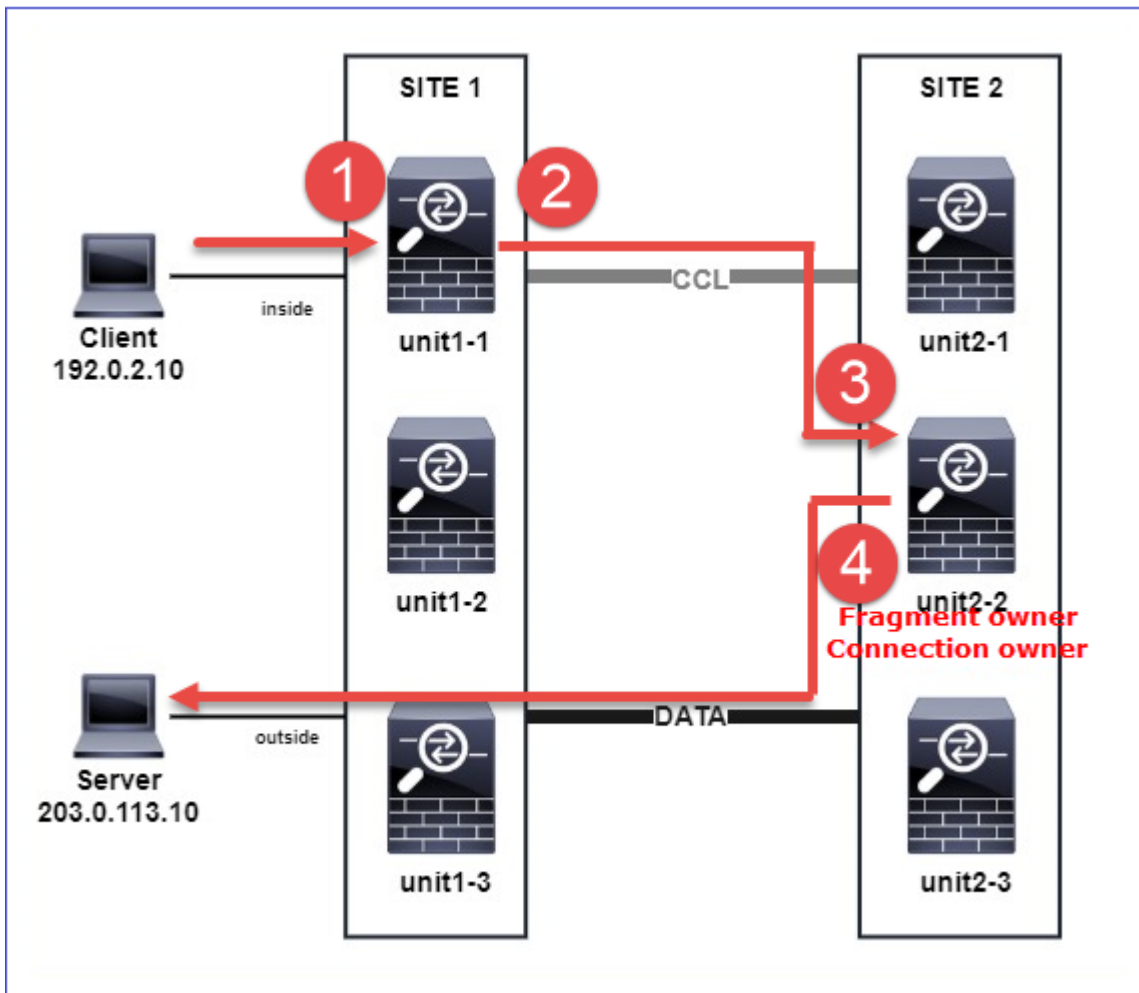 SITE 1
SITE 2
1
2
CCL
inside
Client
192.0.2.10
unit1-1
unit2-1
3
unit1-2
4
unit2-2
Fragment owner
Connection owner
DATA
outside
Server
203.0.113.10
unit1-3
unit2-3